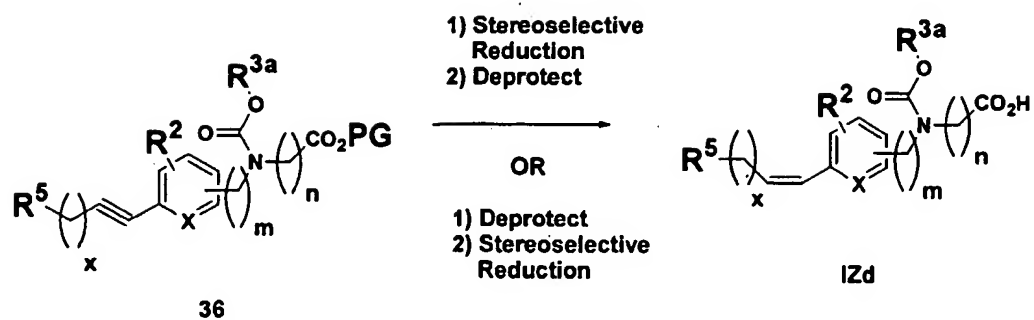 1) Stereoselective
Reduction
2) Deprotect
OR
1) Deprotect
2) Stereoselective
Reduction
R3a
O
O
N
CO2PG
R2
R5
X
n
m
x
36
R3a
O
O
N
CO2H
R2
R5
X
n
m
x
IZd